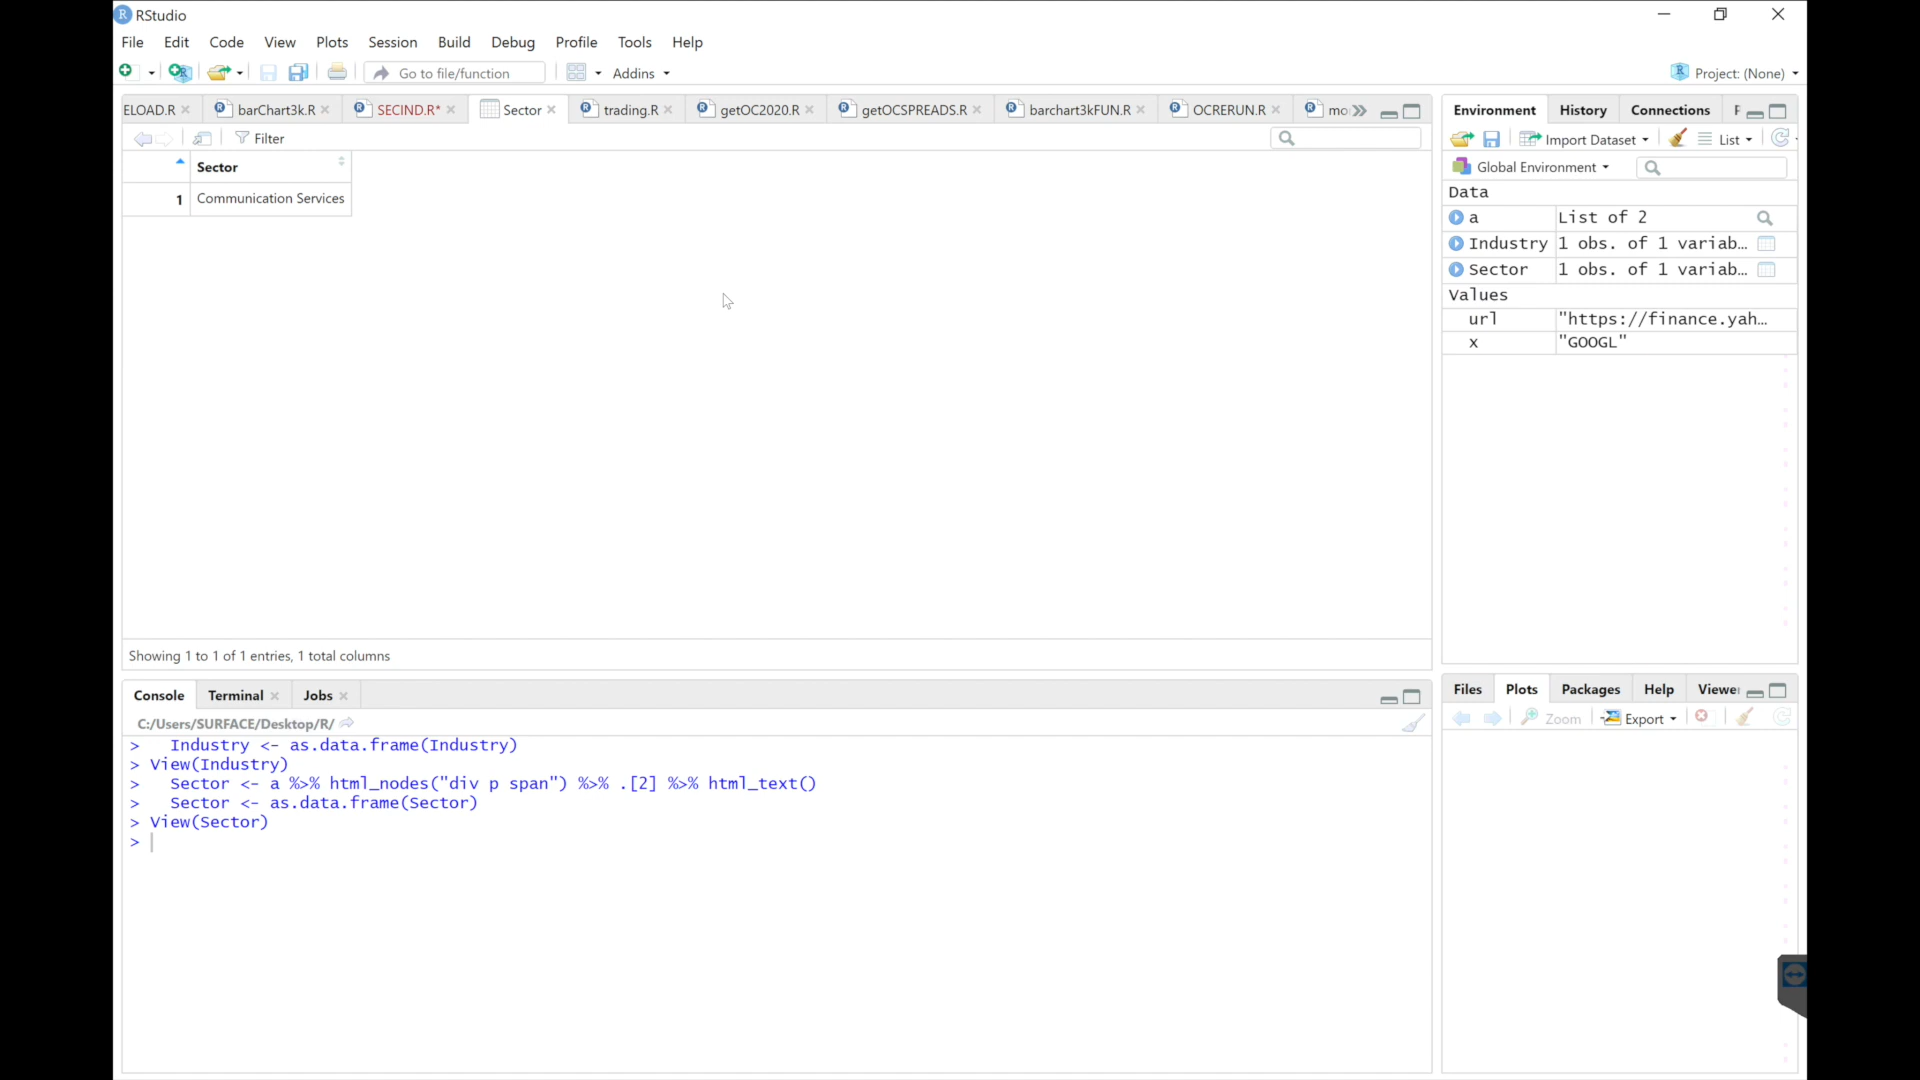 RStudio
File Edit Code View Plots Session Build Debug Profile Tools Help
Go to file/function Addins Project: (None)
ELOAD.R barChart3k.R SECIND.R* Sector trading.R getOC2020.R getOCSPREADS.R barchart3kFUN.R OCRERUN.R mo
Filter
Sector
1 Communication Services
Showing 1 to 1 of 1 entries, 1 total columns
Console Terminal Jobs
C:/Users/SURFACE/Desktop/R/
> Industry <- as.data.frame(Industry)
> View(Industry)
> Sector <- a %>% html_nodes("div p span") %>% .[2] %>% html_text()
> Sector <- as.data.frame(Sector)
> View(Sector)
>
Environment History Connections
Import Dataset List
Global Environment
Data
a List of 2
Industry 1 obs. of 1 variab…
Sector 1 obs. of 1 variab…
Values
url "https://finance.yah…
x "GOOGL"
Files Plots Packages Help Viewe
Zoom Export